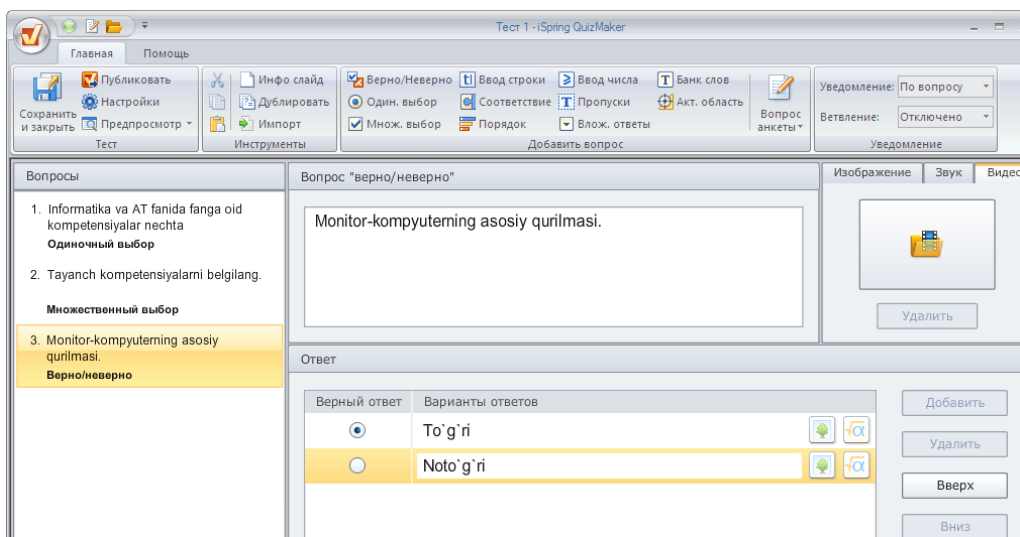 Тест 1 - iSpring QuizMaker
Главная Помощь
Сохранить и закрыть
Публиковать
Настройки
Предпросмотр
Тест
Инфо слайд
Дублировать
Импорт
Инструменты
Верно/Неверно Ввод строки Ввод числа Банк слов
Один. выбор Соответствие Пропуски Акт. область
Множ. выбор Порядок Влож. ответы
Вопрос анкеты
Добавить вопрос
Уведомление: По вопросу
Ветвление: Отключено
Уведомление
Вопросы
1. Informatika va AT fanida fanga oid
kompetensiyalar nechta
Одиночный выбор
2. Tayanch kompetensiyalarni belgilang.
Множественный выбор
3. Monitor-kompyuterning asosiy
qurilmasi.
Верно/неверно
Вопрос "верно/неверно"
Monitor-kompyuterning asosiy qurilmasi.
Изображение Звук Видео
Удалить
Ответ
Верный ответ Варианты ответов
To`g`ri
Noto`g`ri
Добавить
Удалить
Вверх
Вниз